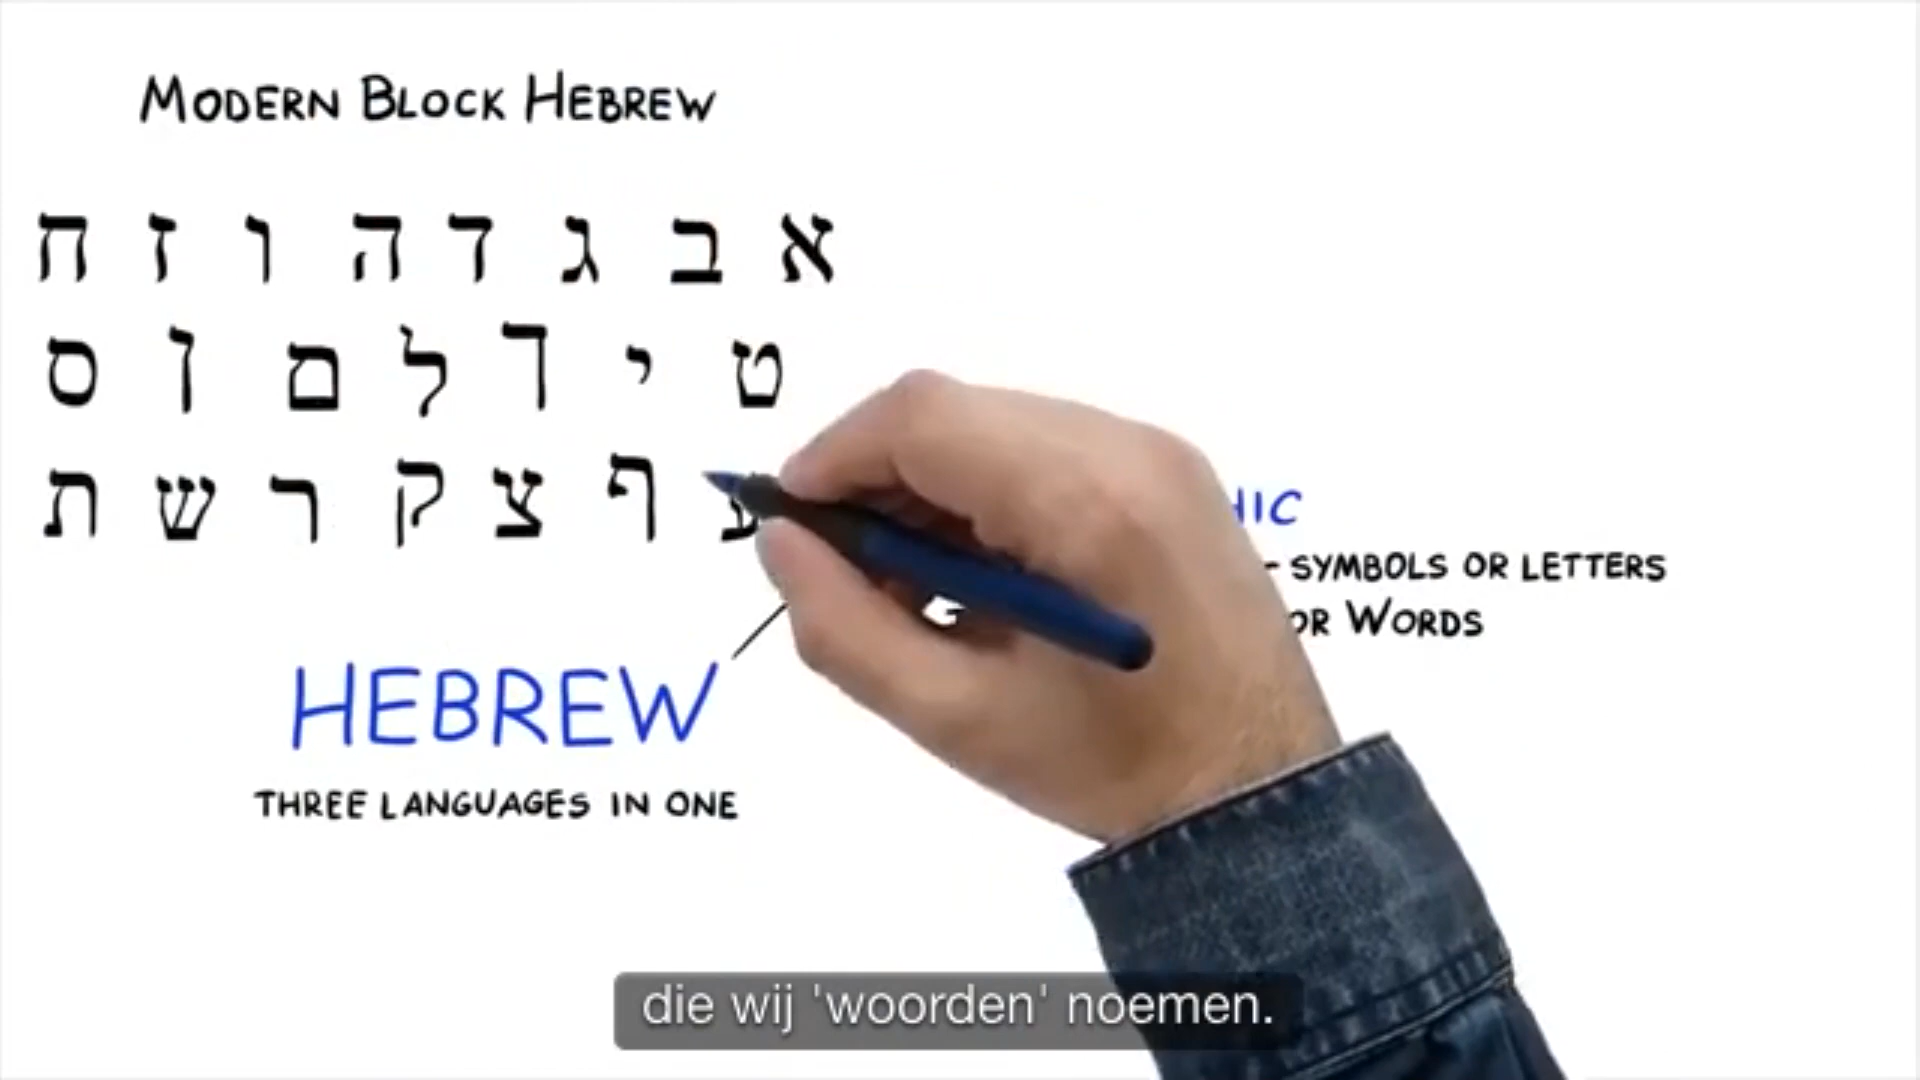 MODERN BLOCK HEBREW
א ב ג ד ה ו ז ח
ט י ך ל ם ן ס
ע ף צ ק ר ש ת
HIC
- SYMBOLS OR LETTERS
OR WORDS
HEBREW
THREE LANGUAGES IN ONE
die wij 'woorden' noemen.